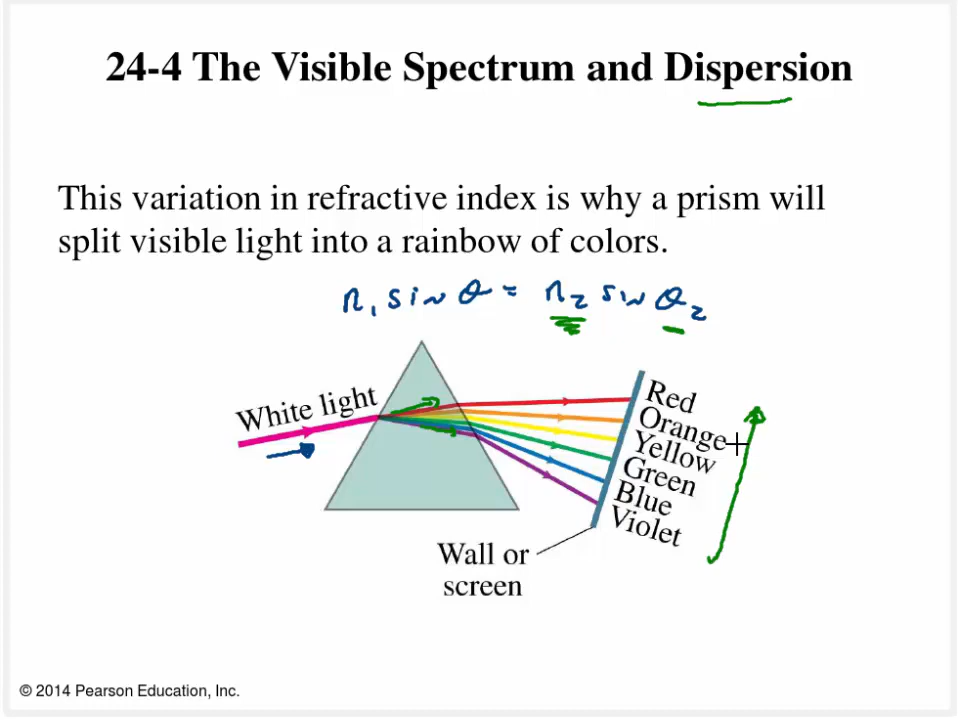 24-4 The Visible Spectrum and Dispersion
This variation in refractive index is why a prism will
split visible light into a rainbow of colors.
n₁ sin θ = n₂ sin θ₂
White light
Red
Orange
Yellow
Green
Blue
Violet
Wall or
screen
© 2014 Pearson Education, Inc.